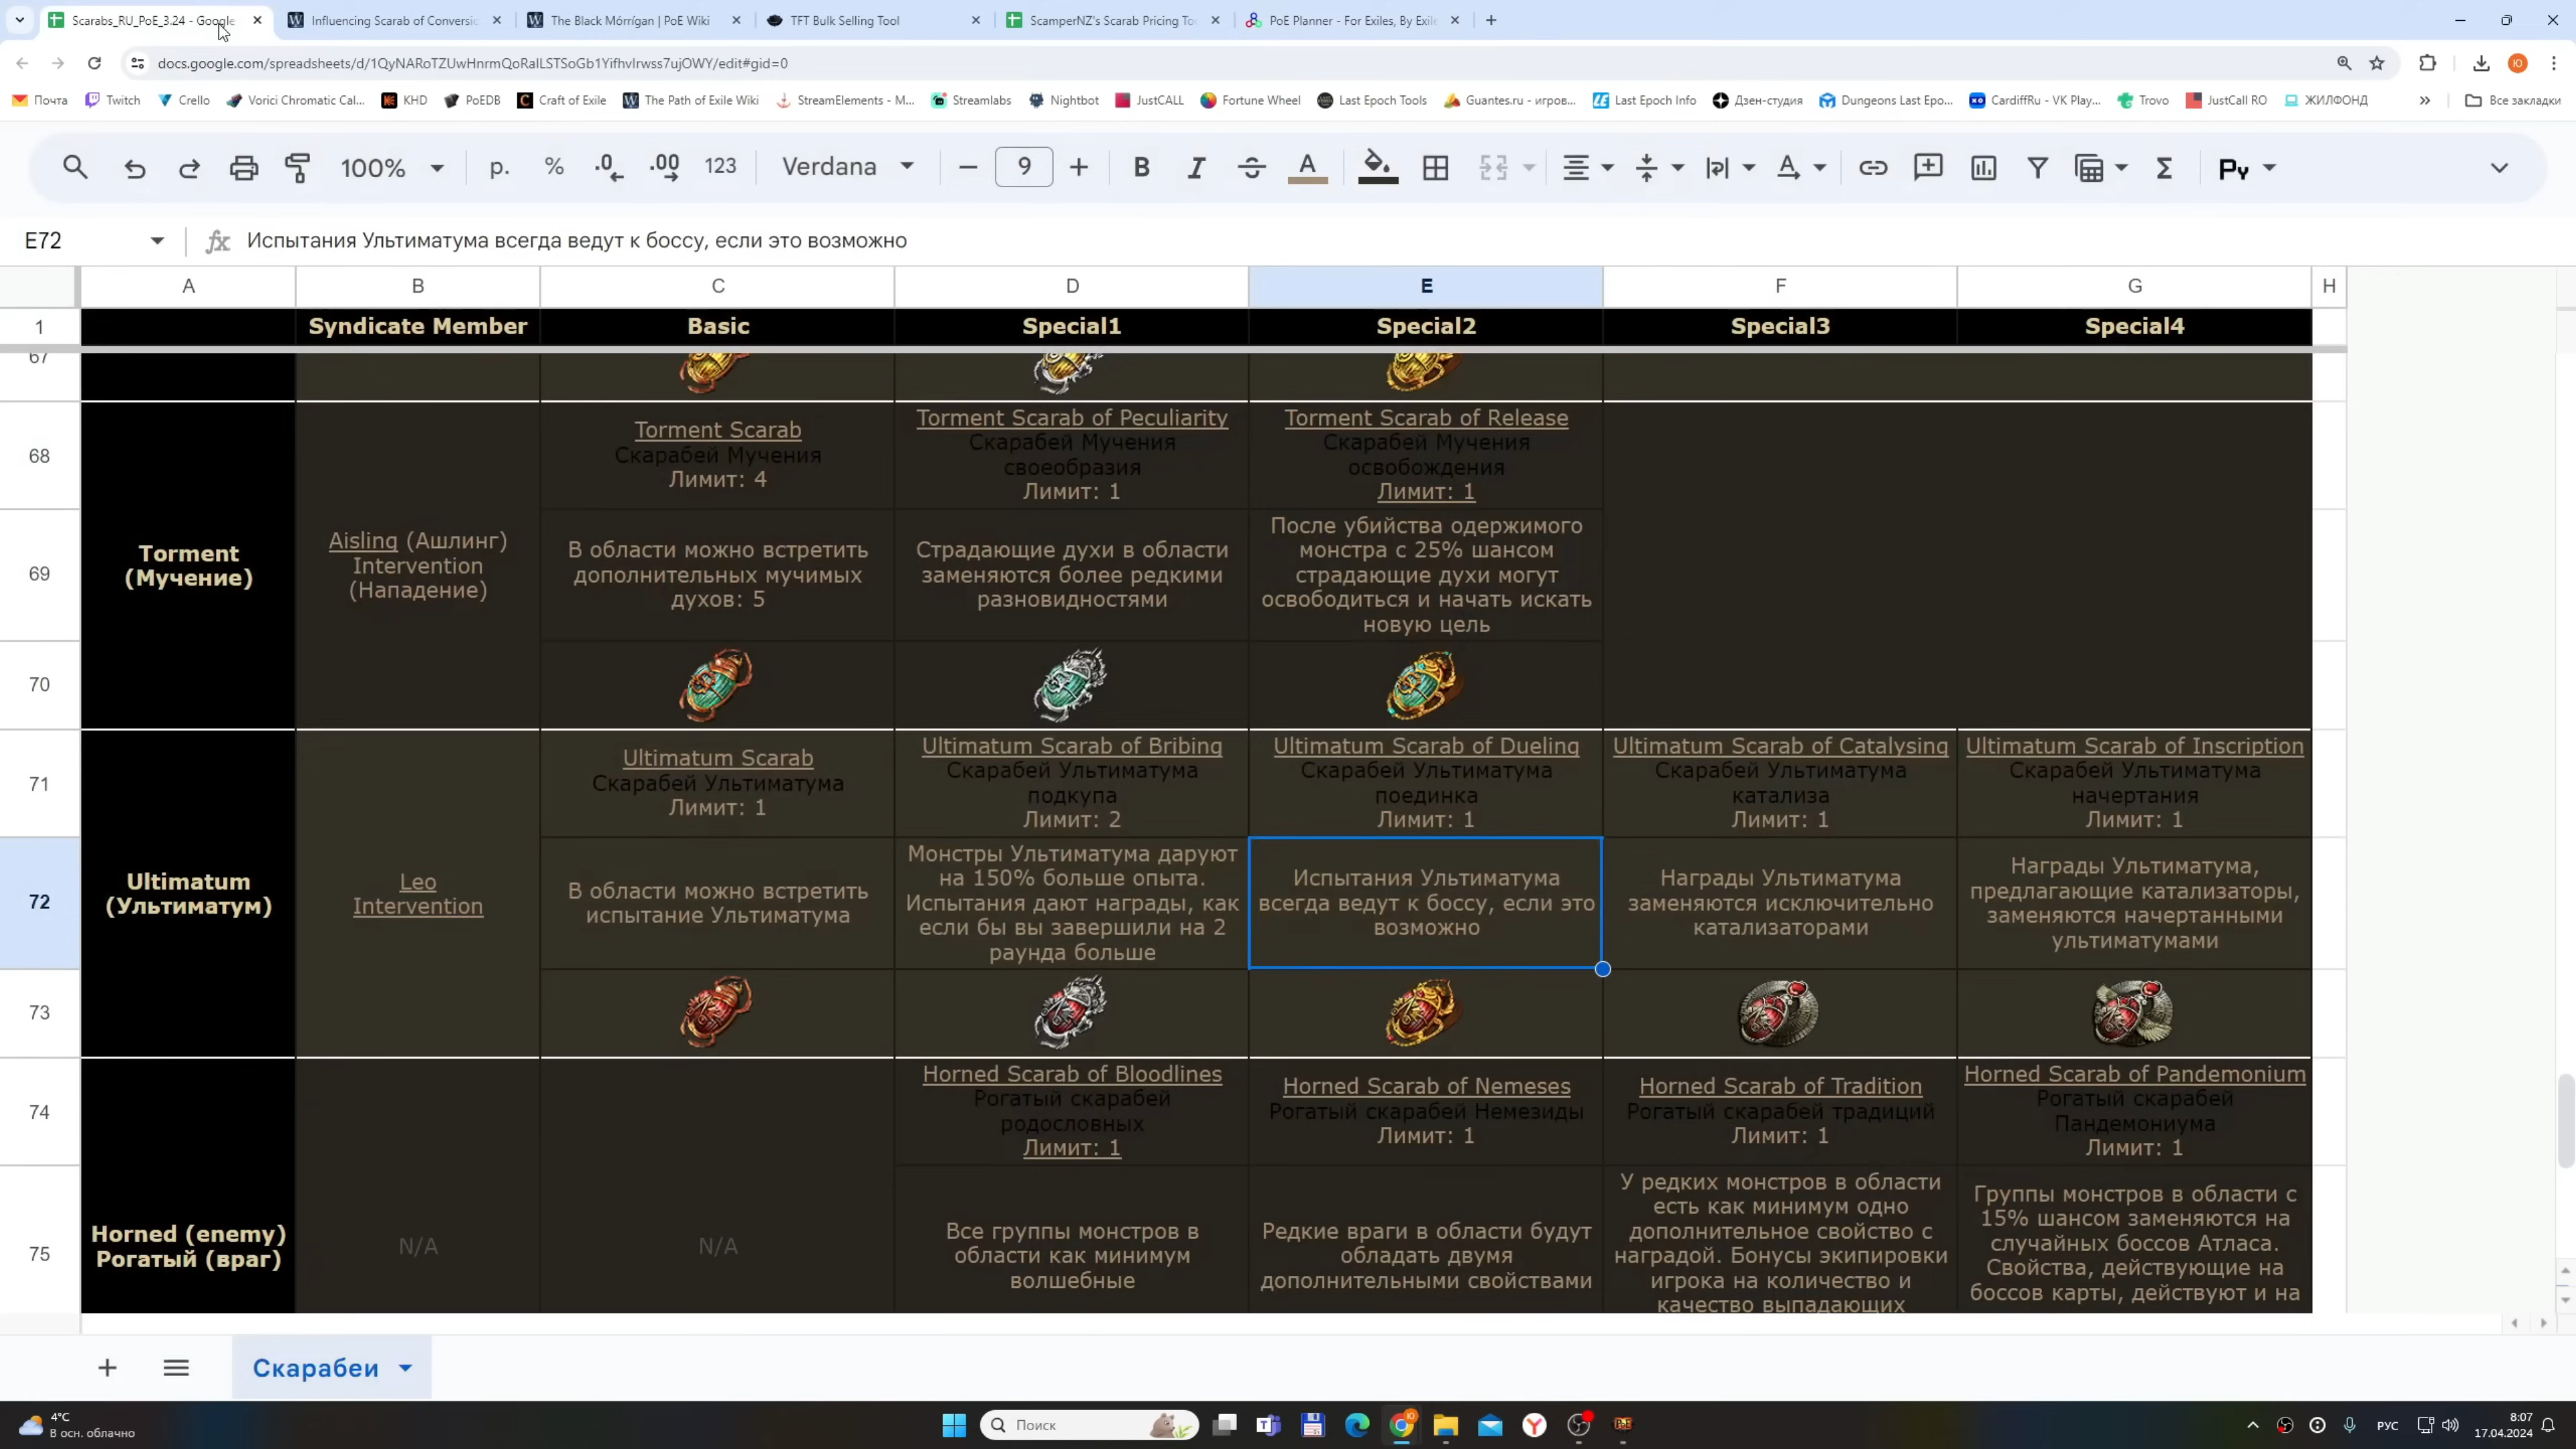 Scarabs_RU_PoE_3.24 - Google
Influencing Scarab of Conversio
The Black Mórrígan | PoE Wiki
TFT Bulk Selling Tool
ScamperNZ's Scarab Pricing To
PoE Planner - For Exiles, By Exile
docs.google.com/spreadsheets/d/1QyNARoTZUwHnrmQoRaILSTSoGb1YifhvIrwss7ujOWY/edit#gid=0
Почта
Twitch
Crello
Vorici Chromatic Cal...
KHD
PoEDB
Craft of Exile
The Path of Exile Wiki
StreamElements - M...
Streamlabs
Nightbot
JustCALL
Fortune Wheel
Last Epoch Tools
Guantes.ru - игров...
Last Epoch Info
Дзен-студия
Dungeons Last Epo...
CardiffRu - VK Play...
Trovo
JustCall RO
ЖИЛФОНД
Все закладки
100%
р.
%
.0
.00
123
Verdana
9
E72
Испытания Ультиматума всегда ведут к боссу, если это возможно
A
B
C
D
E
F
G
H
1
Syndicate Member
Basic
Special1
Special2
Special3
Special4
67
68
Torment Scarab
Скарабей Мучения
Лимит: 4
Torment Scarab of Peculiarity
Скарабей Мучения
своеобразия
Лимит: 1
Torment Scarab of Release
Скарабей Мучения
освобождения
Лимит: 1
69
Torment
(Мучение)
Aisling (Ашлинг)
Intervention
(Нападение)
В области можно встретить
дополнительных мучимых
духов: 5
Страдающие духи в области
заменяются более редкими
разновидностями
После убийства одержимого
монстра с 25% шансом
страдающие духи могут
освободиться и начать искать
новую цель
70
71
Ultimatum Scarab
Скарабей Ультиматума
Лимит: 1
Ultimatum Scarab of Bribing
Скарабей Ультиматума
подкупа
Лимит: 2
Ultimatum Scarab of Dueling
Скарабей Ультиматума
поединка
Лимит: 1
Ultimatum Scarab of Catalysing
Скарабей Ультиматума
катализа
Лимит: 1
Ultimatum Scarab of Inscription
Скарабей Ультиматума
начертания
Лимит: 1
72
Ultimatum
(Ультиматум)
Leo
Intervention
В области можно встретить
испытание Ультиматума
Монстры Ультиматума даруют
на 150% больше опыта.
Испытания дают награды, как
если бы вы завершили на 2
раунда больше
Испытания Ультиматума
всегда ведут к боссу, если это
возможно
Награды Ультиматума
заменяются исключительно
катализаторами
Награды Ультиматума,
предлагающие катализаторы,
заменяются начертанными
ультиматумами
73
74
Horned Scarab of Bloodlines
Рогатый скарабей
родословных
Лимит: 1
Horned Scarab of Nemeses
Рогатый скарабей Немезиды
Лимит: 1
Horned Scarab of Tradition
Рогатый скарабей традиций
Лимит: 1
Horned Scarab of Pandemonium
Рогатый скарабей
Пандемониума
Лимит: 1
75
Horned (enemy)
Рогатый (враг)
N/A
N/A
Все группы монстров в
области как минимум
волшебные
Редкие враги в области будут
обладать двумя
дополнительными свойствами
У редких монстров в области
есть как минимум одно
дополнительное свойство с
наградой. Бонусы экипировки
игрока на количество и
качество выпадающих
Группы монстров в области с
15% шансом заменяются на
случайных боссов Атласа.
Свойства, действующие на
боссов карты, действуют и на
Скарабеи
4°C
В осн. облачно
Поиск
РУС
8:07
17.04.2024